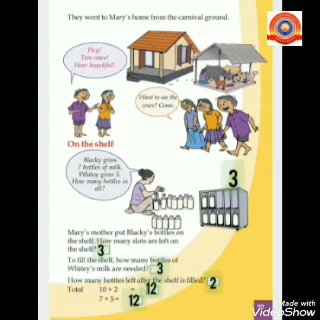 They went to Mary's home from the carnival ground.
Hey!
Two cows!
How beautiful!
Want to see the
cows? Come.
On the shelf
Blacky gives
7 bottles of milk.
Whitey gives 5.
How many bottles in
all?
3
Mary's mother put Blacky's bottles on
the shelf. How many slots are left on
the shelf? 3
To fill the shelf, how many bottles of
Whitey's milk are needed? 3
How many bottles left after the shelf is filled? 2
Total 10 + 2 = 12
7 + 5 = 12
Made with
VideoShow